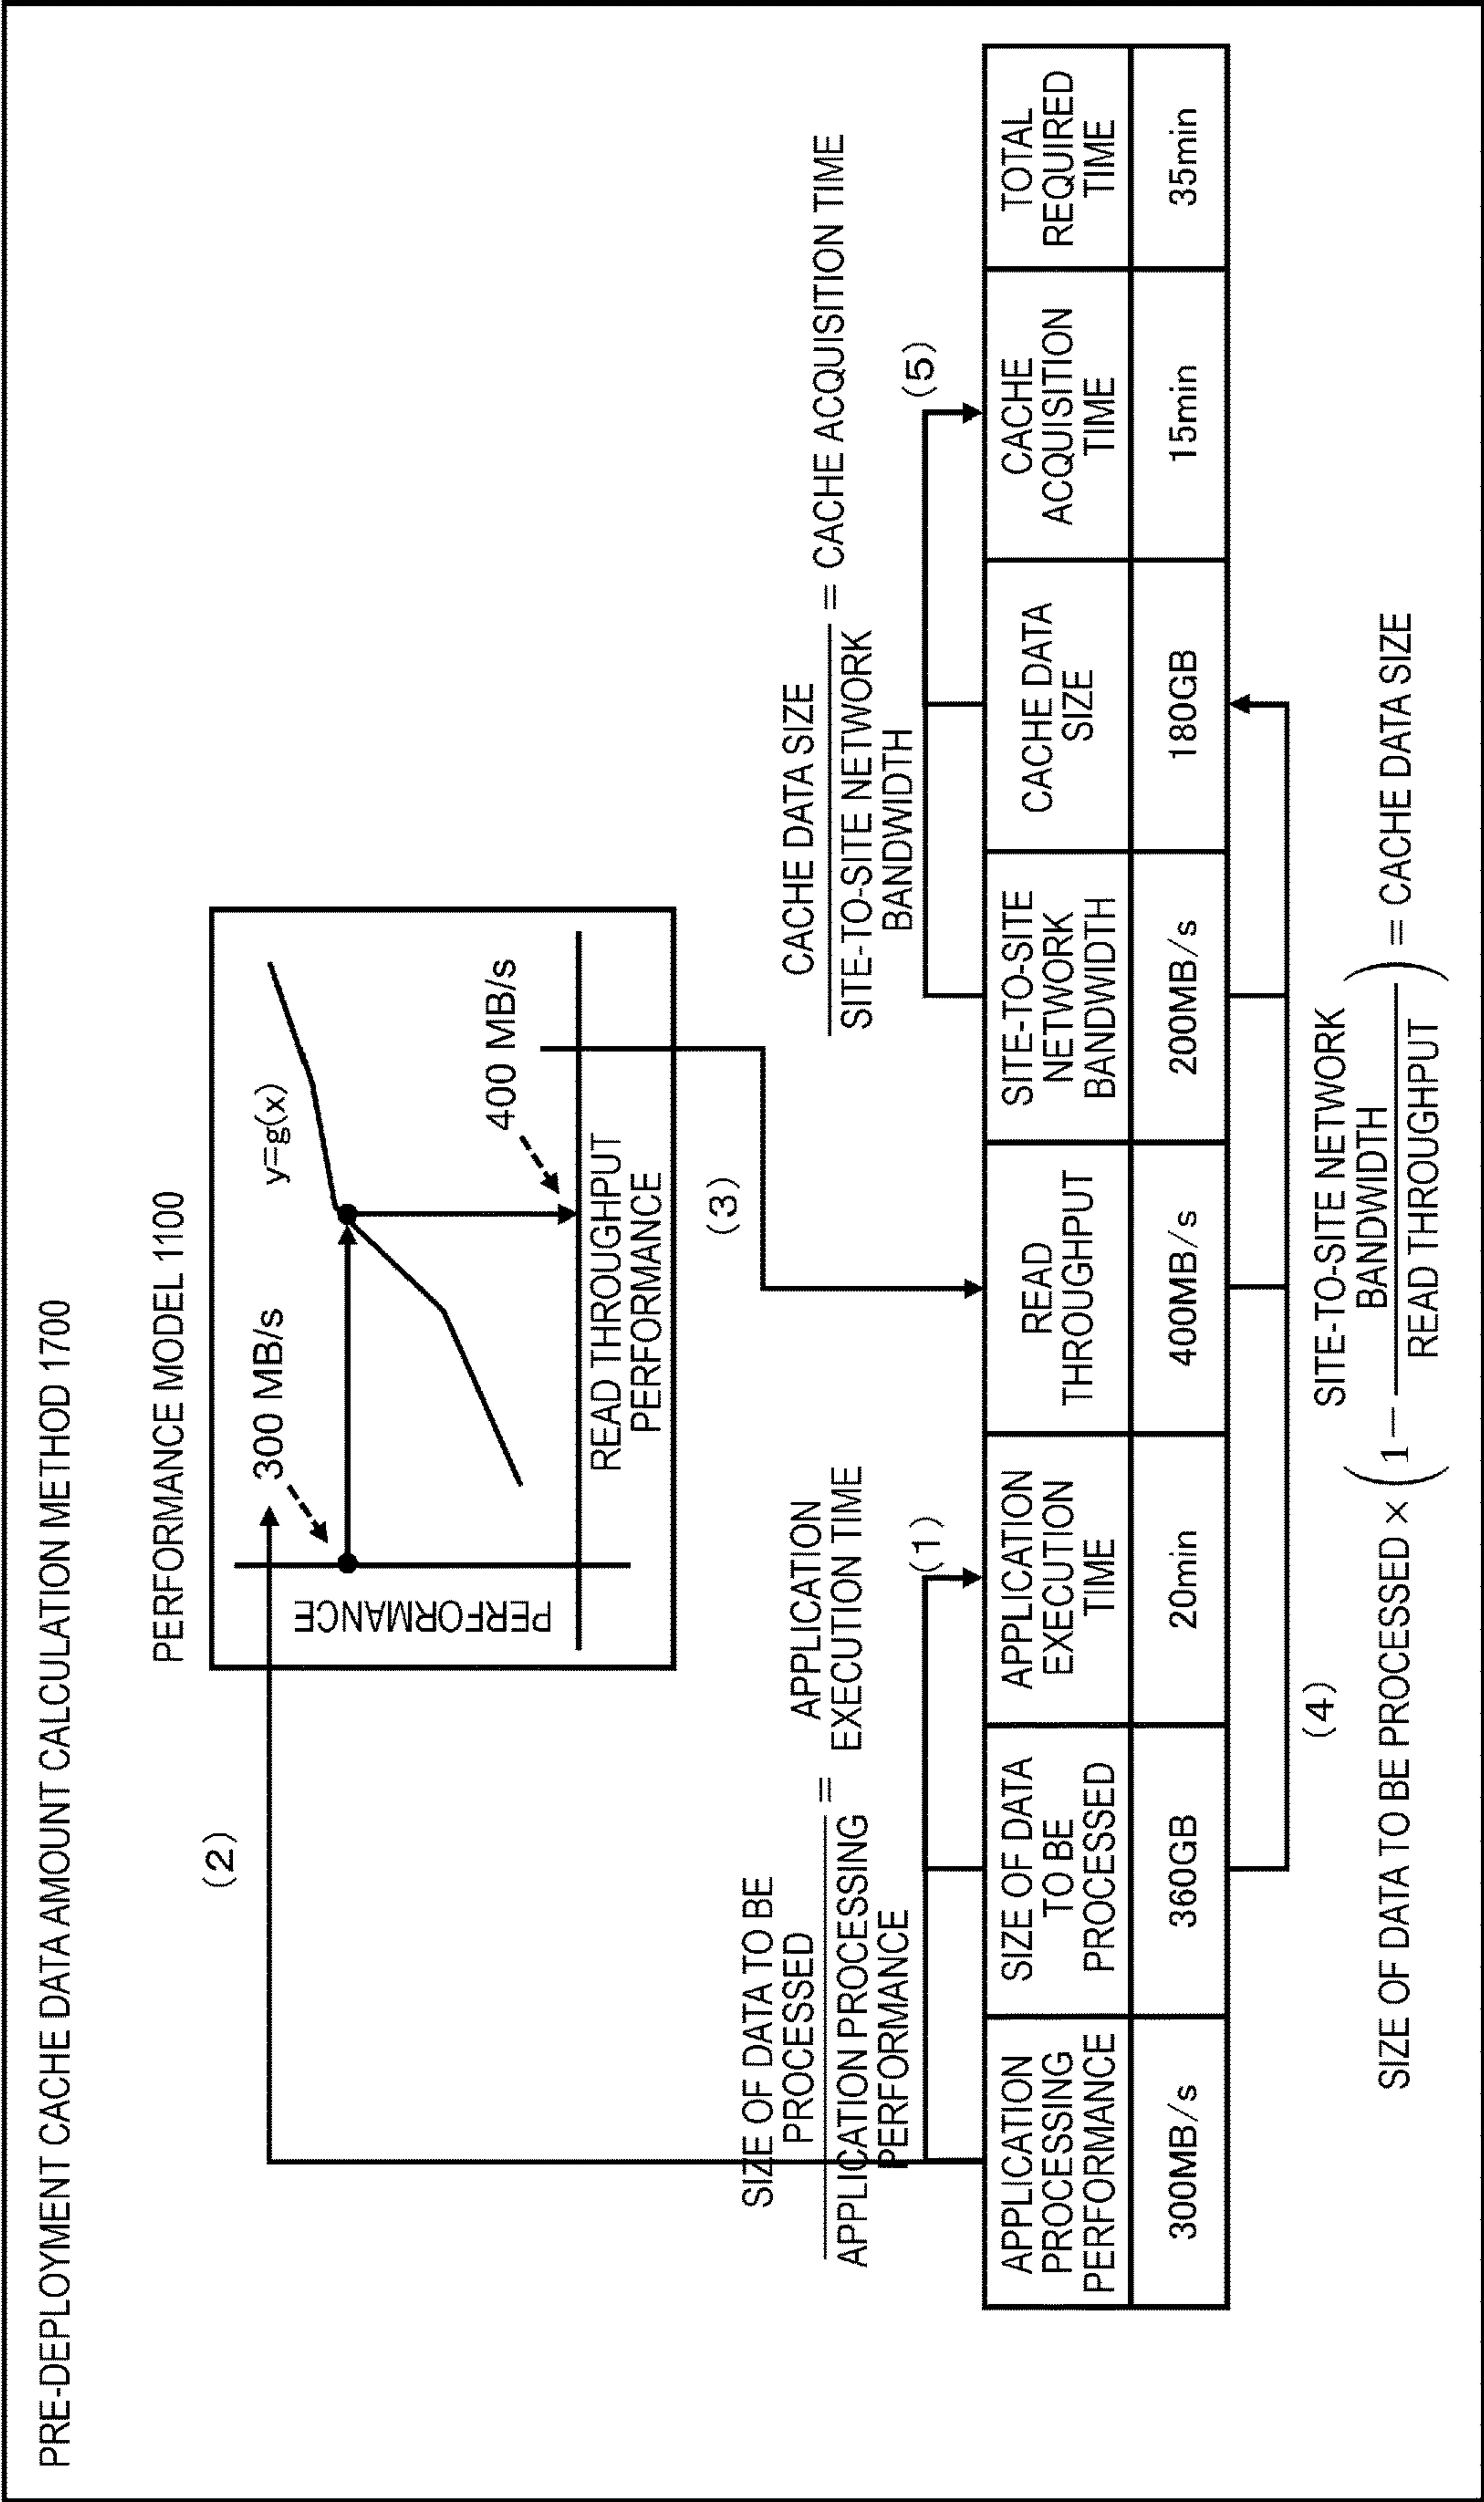 PRE-DEPLOYMENT CACHE DATA AMOUNT CALCULATION METHOD 1700
PERFORMANCE MODEL 1100
(2)
300 MB/s
y=g(x)
PERFORMANCE
400 MB/s
READ THROUGHPUT
PERFORMANCE
(3)
SIZE OF DATA TO BE
PROCESSED
APPLICATION PROCESSING
PERFORMANCE
=
APPLICATION
EXECUTION TIME
(1)
CACHE DATA SIZE
SITE-TO-SITE NETWORK
BANDWIDTH
= CACHE ACQUISITION TIME
(5)
APPLICATION
PROCESSING
PERFORMANCE
SIZE OF DATA
TO BE
PROCESSED
APPLICATION
EXECUTION
TIME
READ
THROUGHPUT
SITE-TO-SITE
NETWORK
BANDWIDTH
CACHE DATA
SIZE
CACHE
ACQUISITION
TIME
TOTAL
REQUIRED
TIME
300MB/s
360GB
20min
400MB/s
200MB/s
180GB
15min
35min
(4)
SIZE OF DATA TO BE PROCESSED × (1 −
SITE-TO-SITE NETWORK
BANDWIDTH
READ THROUGHPUT
) = CACHE DATA SIZE